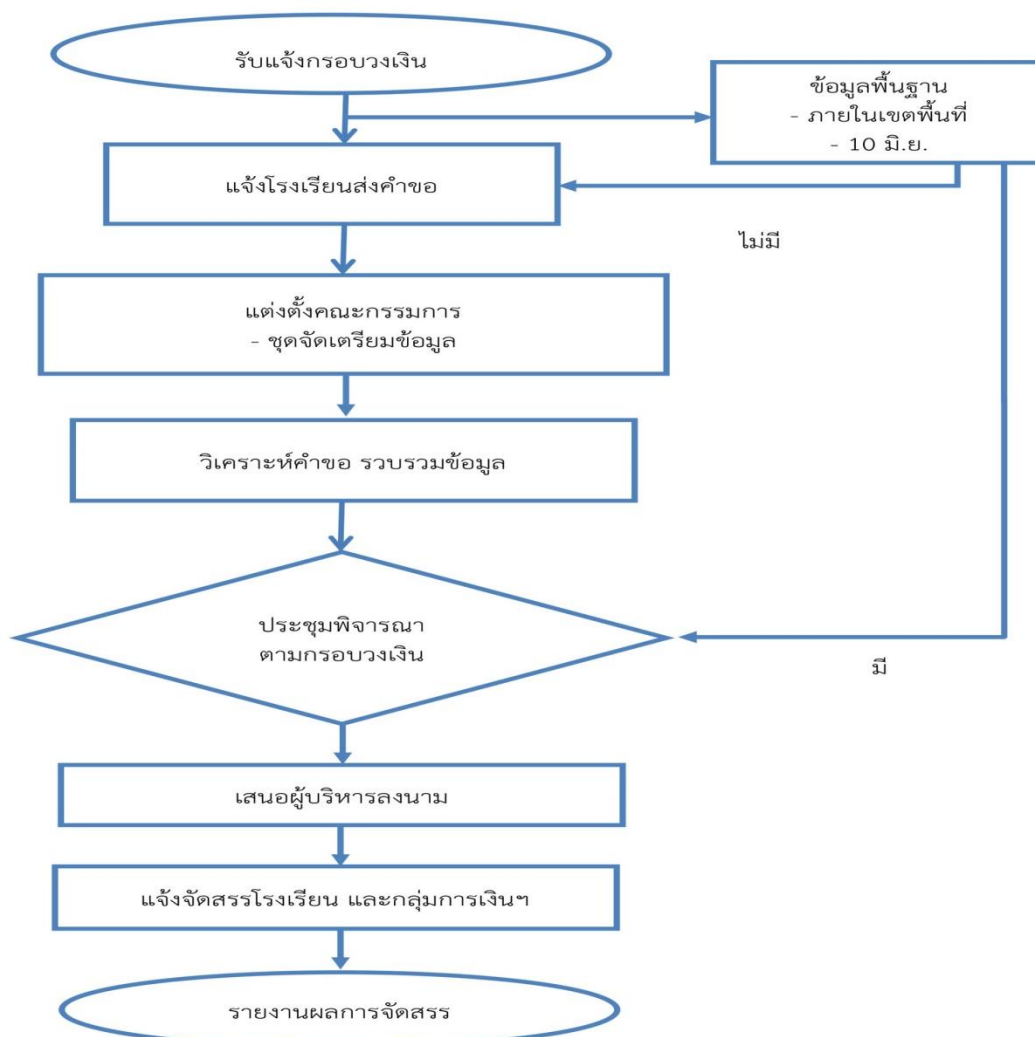 รับแจ้งกรอบวงเงิน
ข้อมูลพื้นฐาน
- ภายในเขตพื้นที่
- 10 มิ.ย.
แจ้งโรงเรียนส่งคำขอ
ไม่มี
แต่งตั้งคณะกรรมการ
- ชุดจัดเตรียมข้อมูล
วิเคราะห์คำขอ รวบรวมข้อมูล
ประชุมพิจารณา
ตามกรอบวงเงิน
มี
เสนอผู้บริหารลงนาม
แจ้งจัดสรรโรงเรียน และกลุ่มการเงินฯ
รายงานผลการจัดสรร